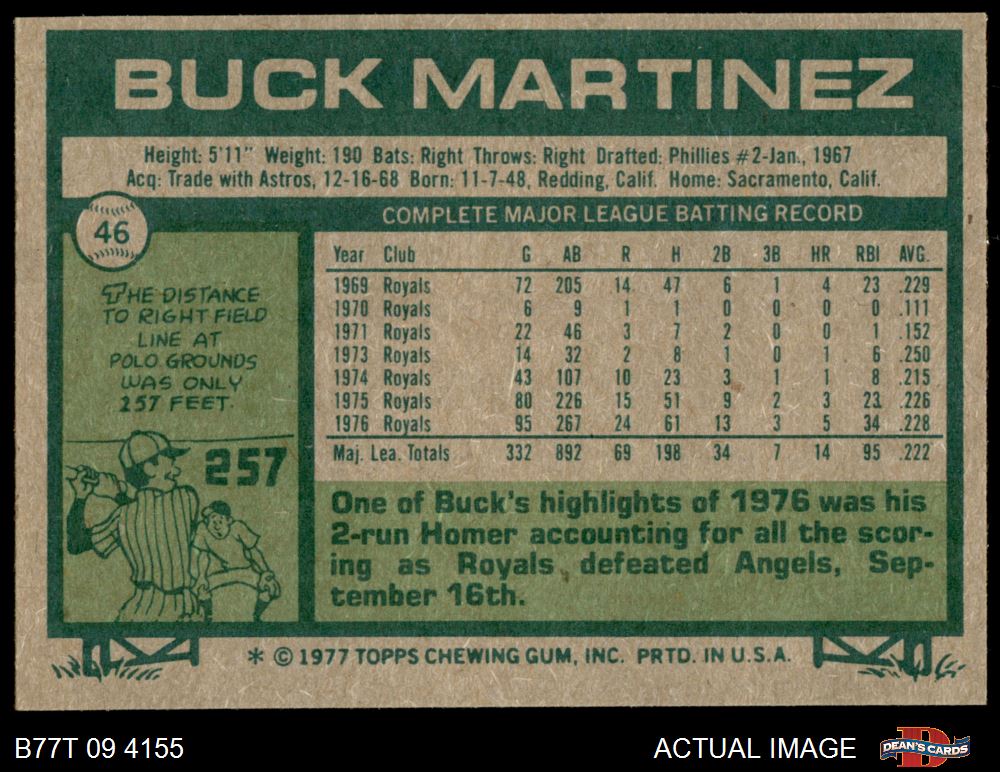 BUCK MARTINEZ
Height: 5'11" Weight: 190 Bats: Right Throws: Right Drafted: Phillies #2-Jan., 1967
Acq: Trade with Astros, 12-16-68 Born: 11-7-48, Redding, Calif. Home: Sacramento, Calif.
46
COMPLETE MAJOR LEAGUE BATTING RECORD
Year Club G AB R H 2B 3B HR RBI AVG.
1969 Royals 72 205 14 47 6 1 4 23 .229
1970 Royals 6 9 1 1 0 0 0 0 .111
1971 Royals 22 46 3 7 2 0 0 1 .152
1973 Royals 14 32 2 8 1 0 1 6 .250
1974 Royals 43 107 10 23 3 1 1 8 .215
1975 Royals 80 226 15 51 9 2 3 23 .226
1976 Royals 95 267 24 61 13 3 5 34 .228
Maj. Lea. Totals 332 892 69 198 34 7 14 95 .222
THE DISTANCE
TO RIGHT FIELD
LINE AT
POLO GROUNDS
WAS ONLY
257 FEET.
257
One of Buck's highlights of 1976 was his
2-run Homer accounting for all the scor-
ing as Royals defeated Angels, Sep-
tember 16th.
* © 1977 TOPPS CHEWING GUM, INC. PRTD. IN U.S.A.
B77T 09 4155
ACTUAL IMAGE
D
DEAN'S CARDS